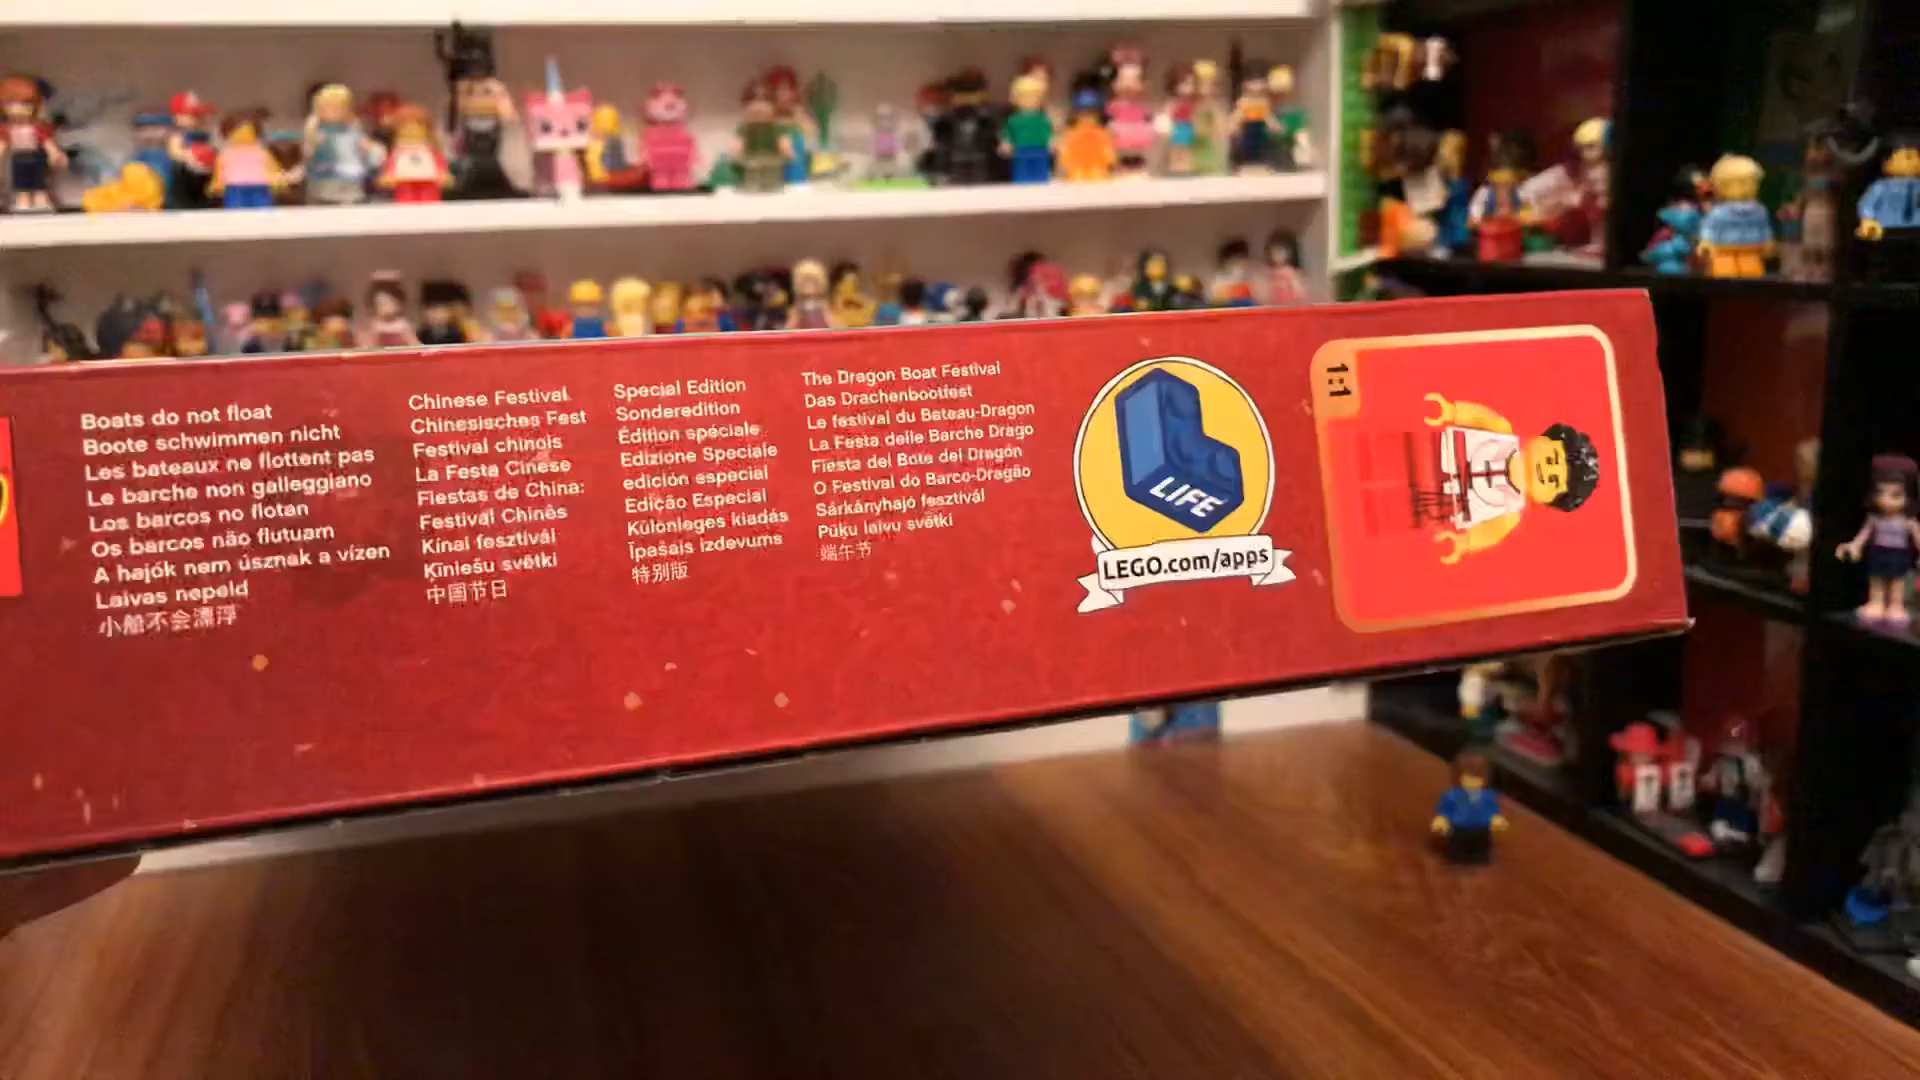 Boats do not float
Boote schwimmen nicht
Les bateaux ne flottent pas
Le barche non galleggiano
Los barcos no flotan
Os barcos não flutuam
A hajók nem úsznak a vízen
Laivas nepeld
小船不会漂浮
Chinese Festival
Chinesisches Fest
Festival chinois
La Festa Cinese
Fiestas de China:
Festival Chinês
Kínai fesztivál
Ķīniešu svētki
中国节日
Special Edition
Sonderedition
Édition spéciale
Edizione Speciale
edición especial
Edição Especial
Különleges kiadás
Īpašais izdevums
特别版
The Dragon Boat Festival
Das Drachenbootfest
Le festival du Bateau-Dragon
La Festa delle Barche Drago
Fiesta del Bote del Dragón
O Festival do Barco-Dragão
Sárkányhajó fesztivál
Pūķu laivu svētki
端午节
LIFE
LEGO.com/apps
1:1